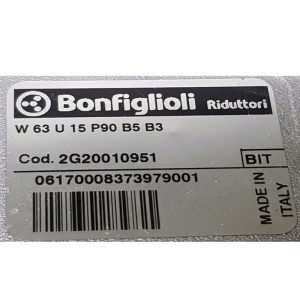 Bonfiglioli Riduttori
W 63 U 15 P90 B5 B3
Cod. 2G20010951
BIT
06170008373979001
MADE IN
ITALY